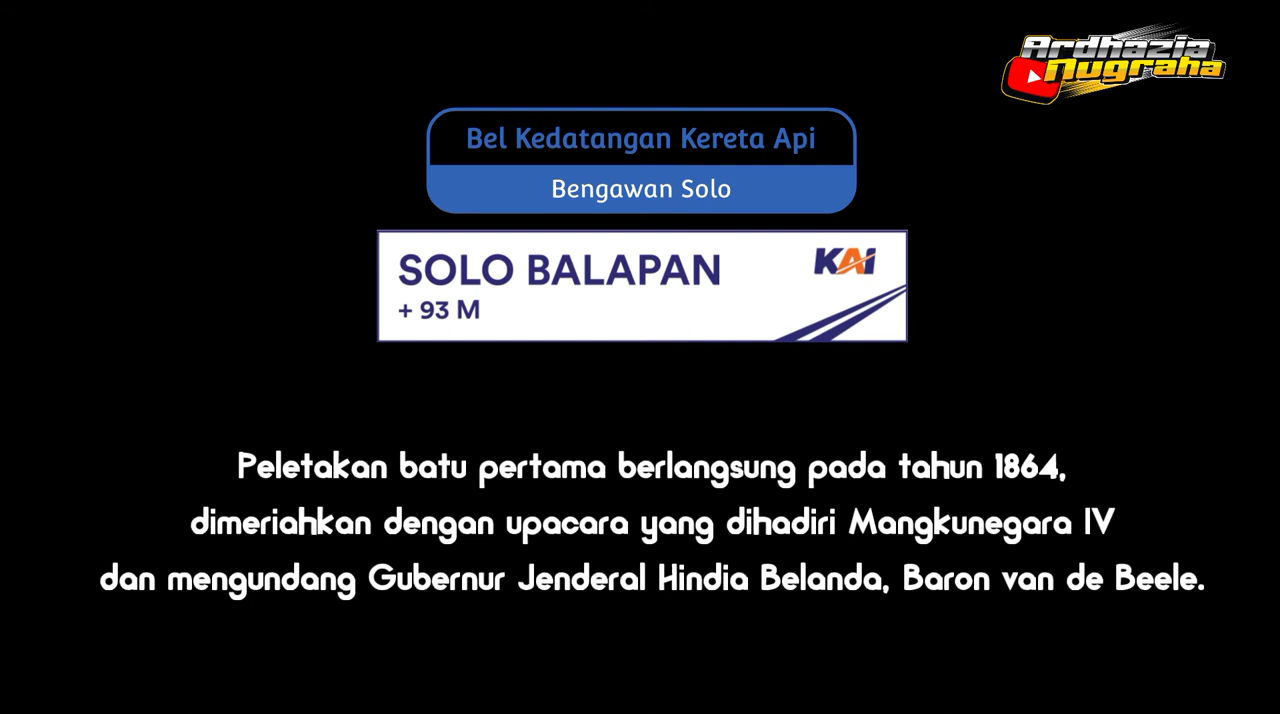 Ardhazia
Nugraha
Bel Kedatangan Kereta Api
Bengawan Solo
SOLO BALAPAN
KAI
+ 93 M
Peletakan batu pertama berlangsung pada tahun 1864,
dimeriahkan dengan upacara yang dihadiri Mangkunegara IV
dan mengundang Gubernur Jenderal Hindia Belanda, Baron van de Beele.